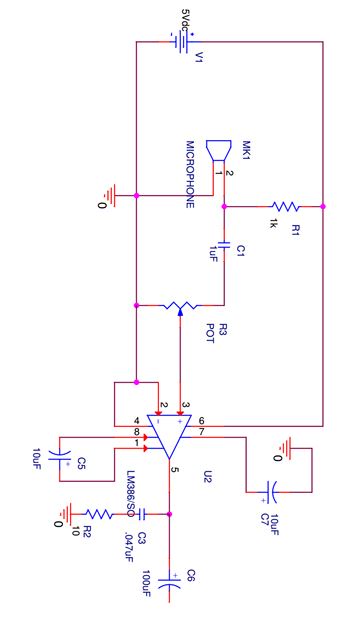 5Vdc
V1
MK1
MICROPHONE
2
1
R1
1k
0
C1
1uF
R3
POT
2
3
6
7
4
8
1
5
U2
LM386/SO
C5
10uF
0
10uF
C7
C3
.047uF
R2
10
0
C6
100uF